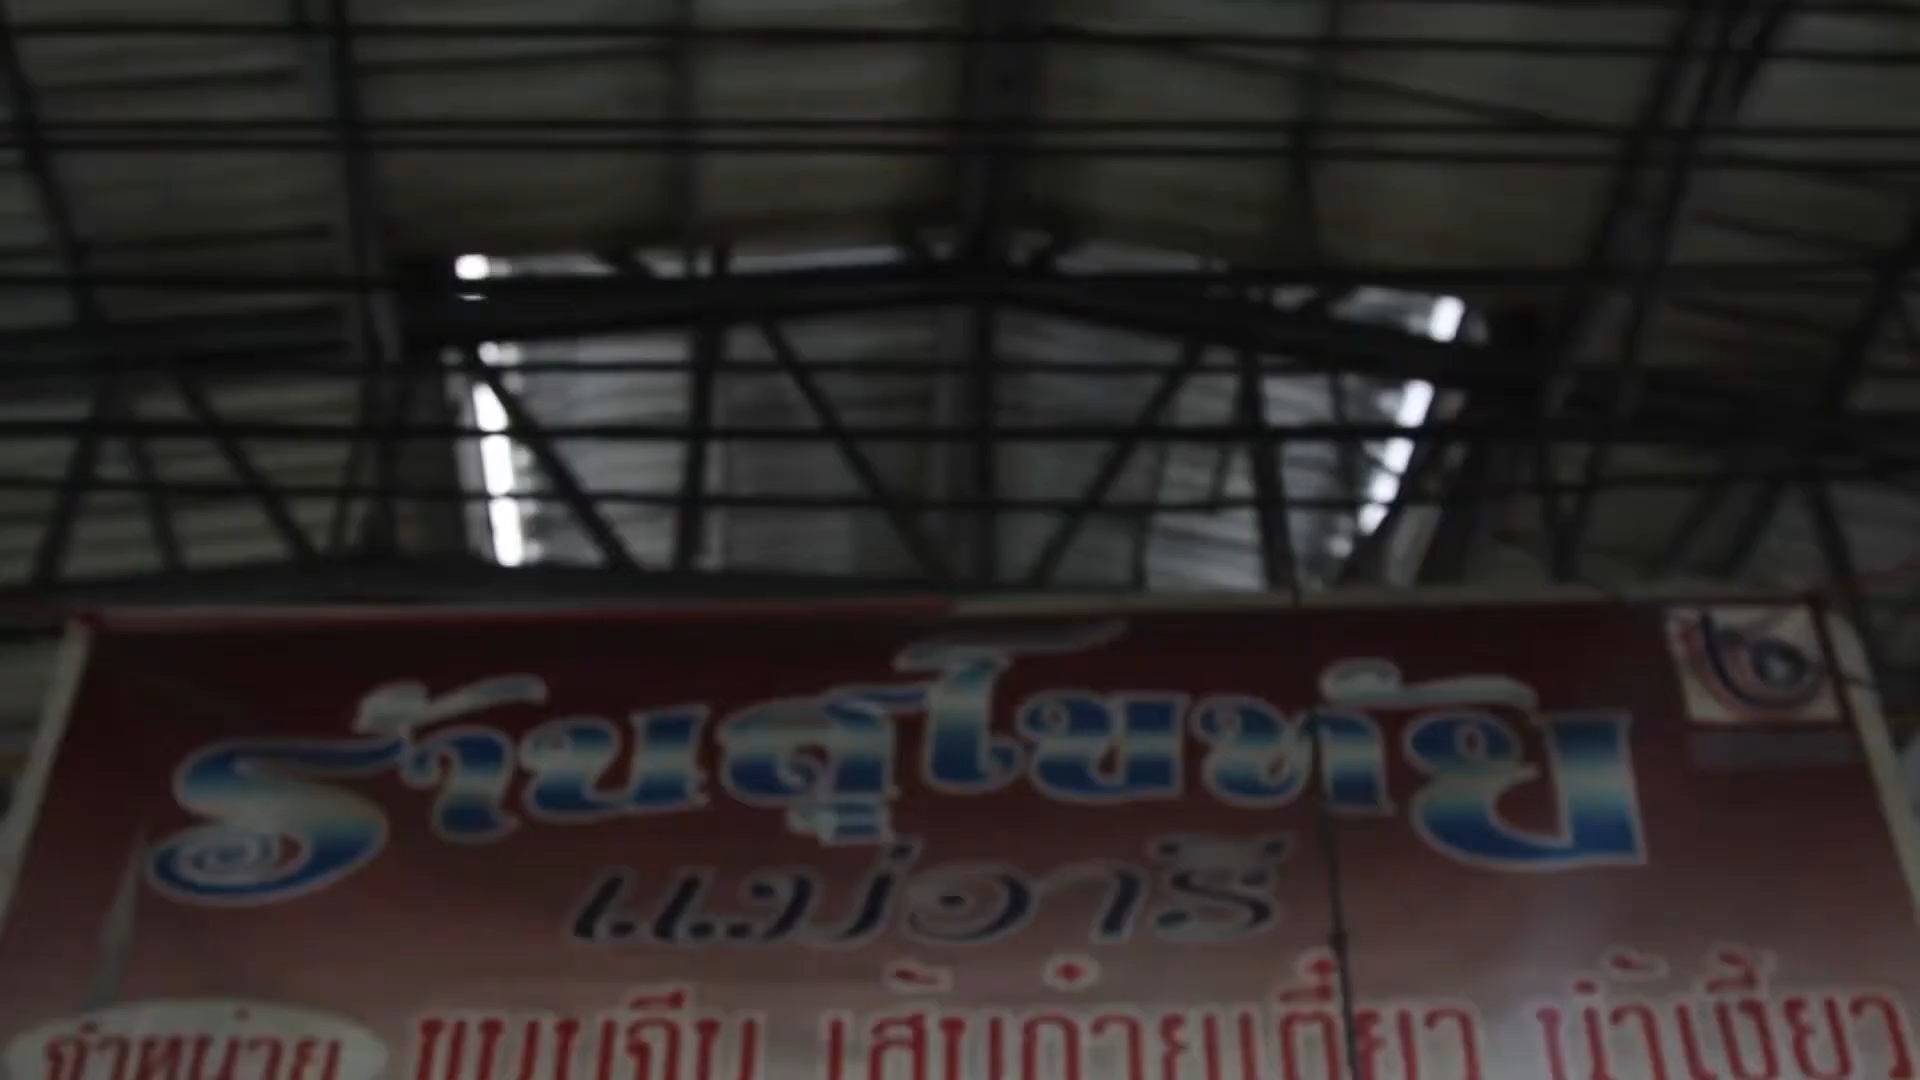 ร้านสุโขทัย
แม่อารี
จำหน่าย ขนมจีน เส้นก๋วยเตี๋ยว น้ำเงี้ยว